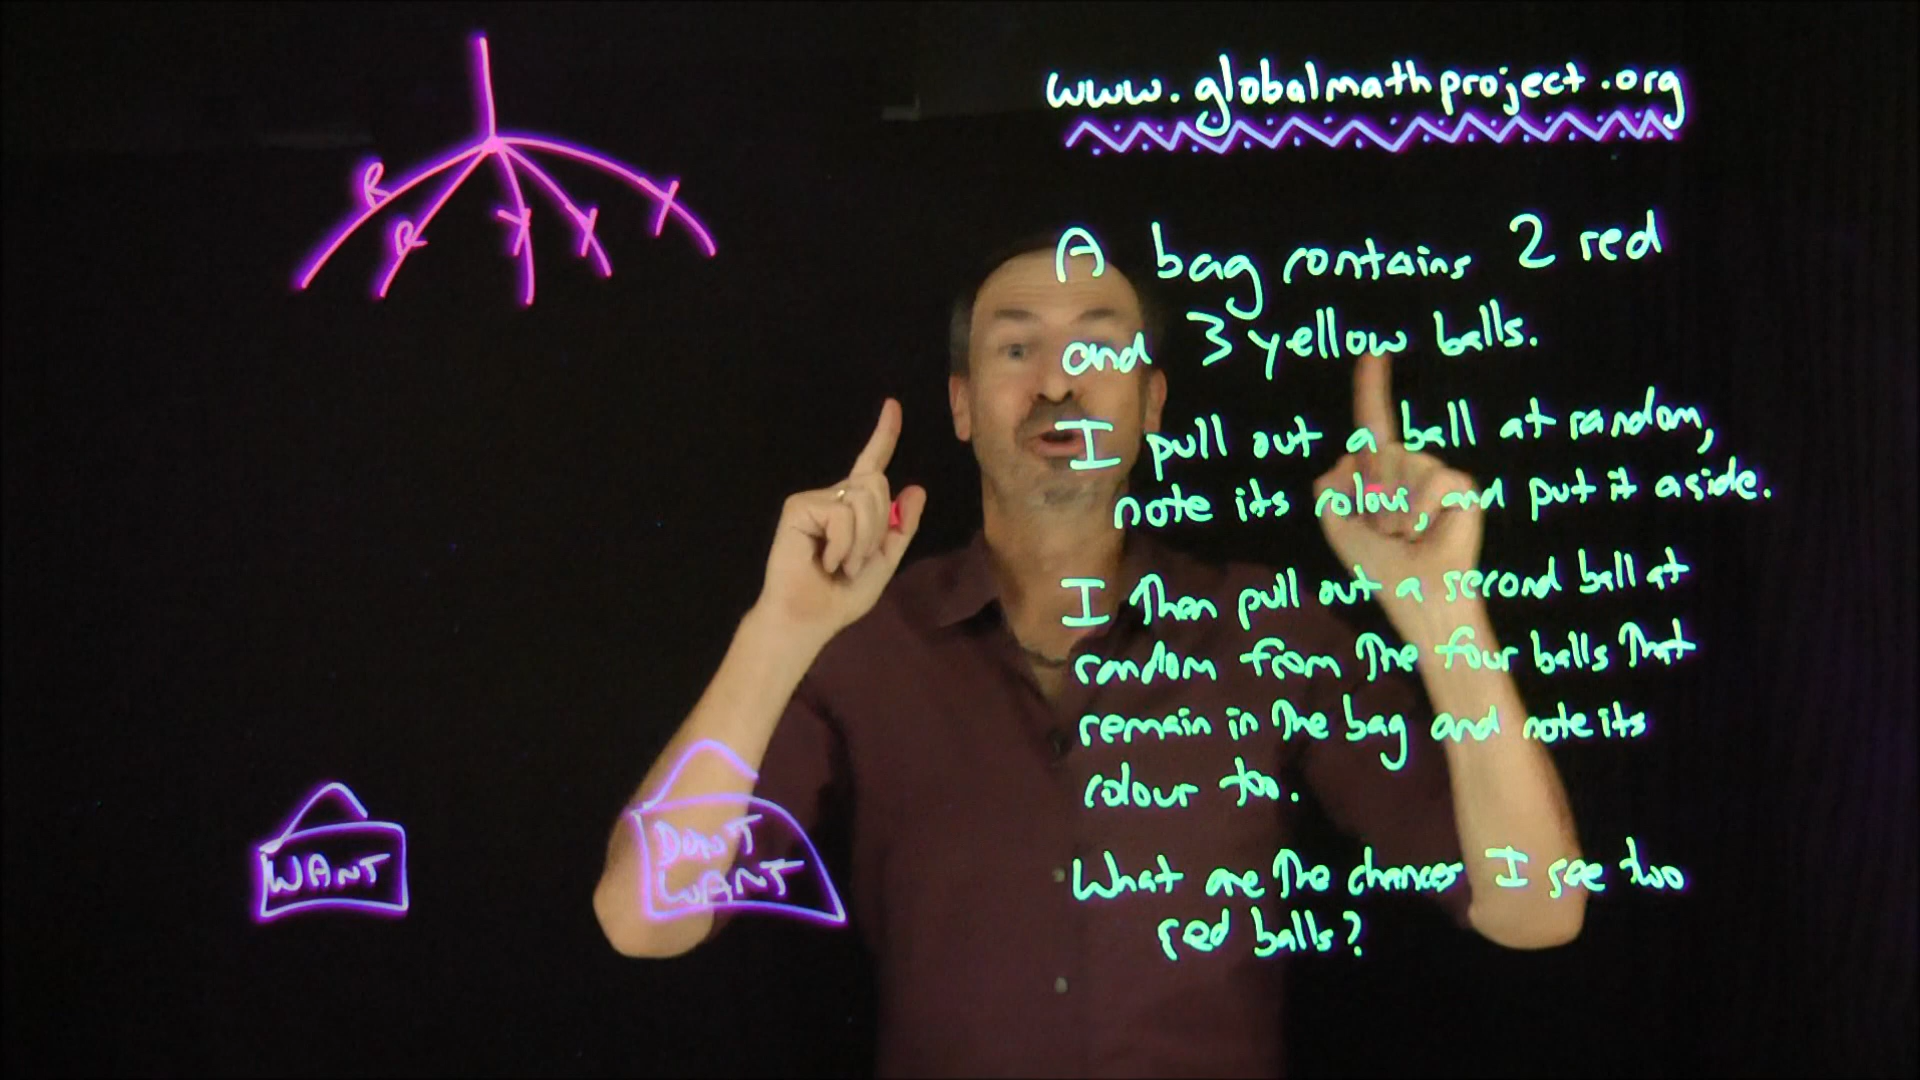 www.globalmathproject.org
R
R
Y
Y
Y
A bag contains 2 red
and 3 yellow balls.
I pull out a ball at random,
note its colour, and put it aside.
I then pull out a second ball at
random from the four balls that
remain in the bag and note its
colour too.
What are the chances I see two
red balls?
WANT
DON'T
WANT